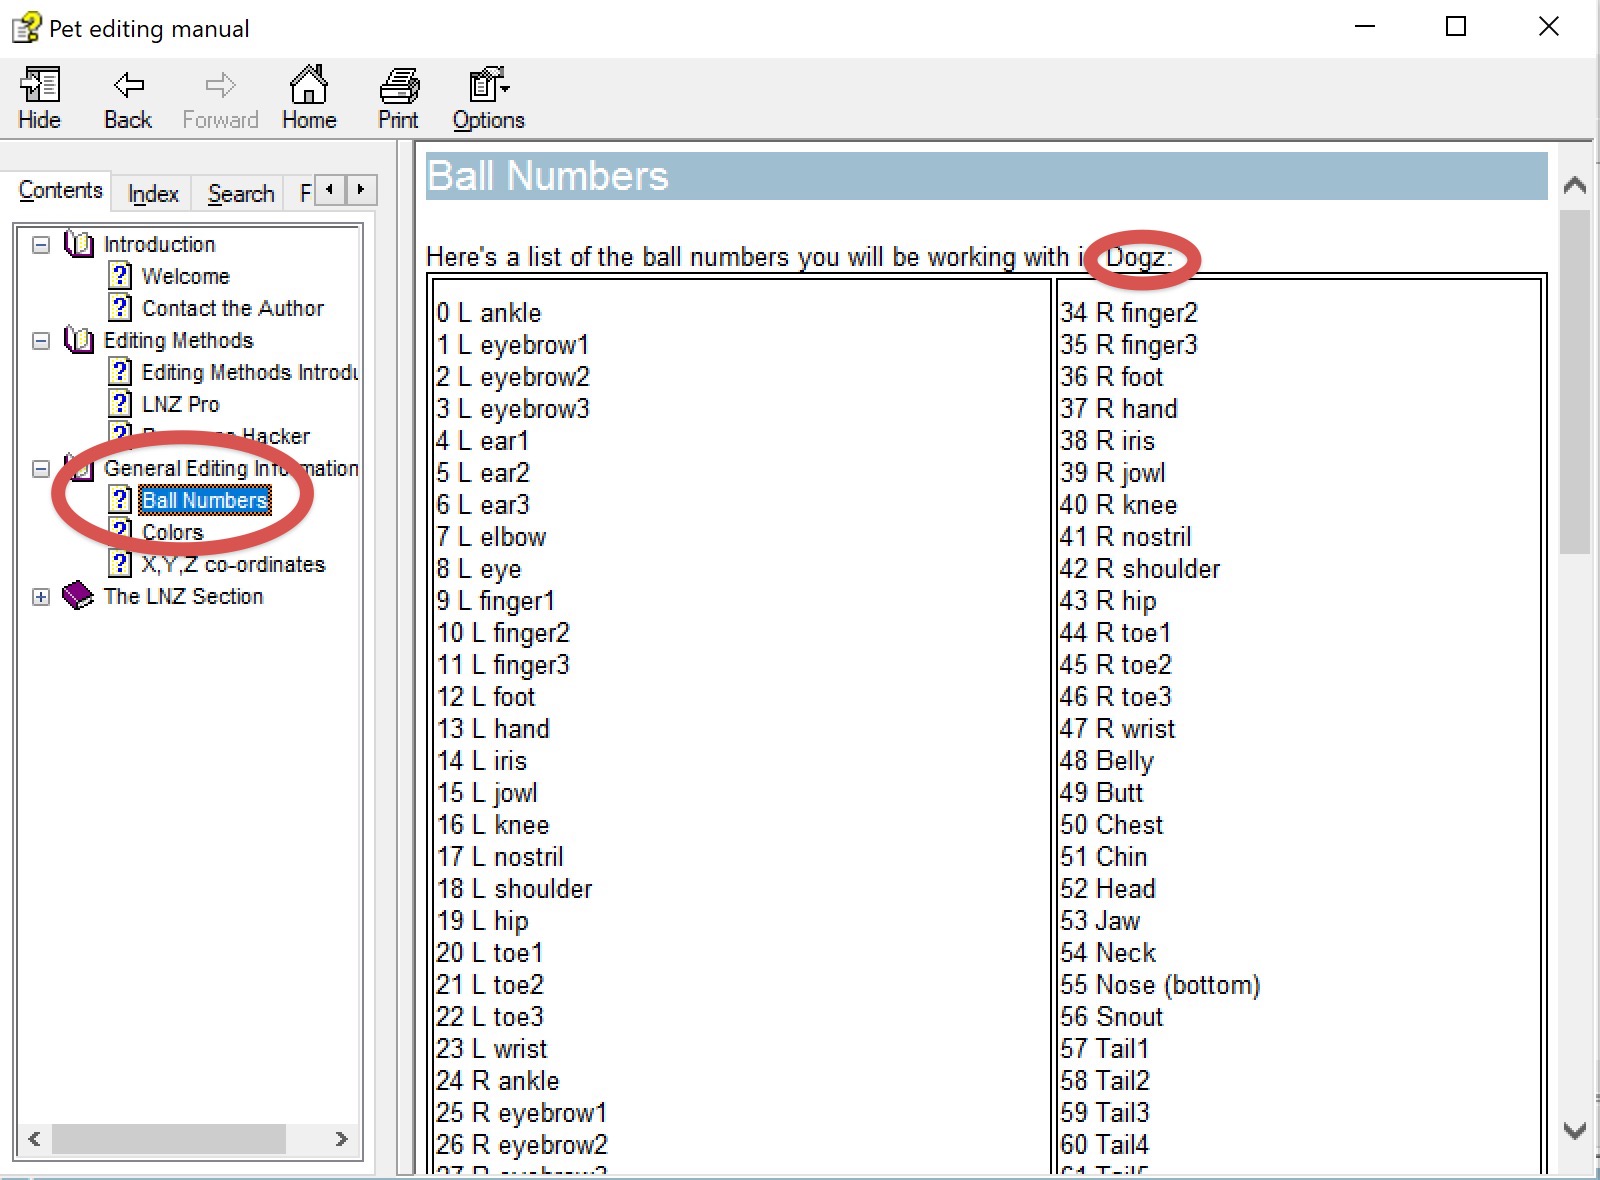 Pet editing manual
Hide Back Forward Home Print Options
Contents Index Search F
Introduction
Welcome
Contact the Author
Editing Methods
Editing Methods Introdu
LNZ Pro
Hacker
General Editing Information
Ball Numbers
Colors
X,Y,Z co-ordinates
The LNZ Section
Ball Numbers
Here's a list of the ball numbers you will be working with i Dogz:
0 L ankle
1 L eyebrow1
2 L eyebrow2
3 L eyebrow3
4 L ear1
5 L ear2
6 L ear3
7 L elbow
8 L eye
9 L finger1
10 L finger2
11 L finger3
12 L foot
13 L hand
14 L iris
15 L jowl
16 L knee
17 L nostril
18 L shoulder
19 L hip
20 L toe1
21 L toe2
22 L toe3
23 L wrist
24 R ankle
25 R eyebrow1
26 R eyebrow2
27 R eyebrow3
34 R finger2
35 R finger3
36 R foot
37 R hand
38 R iris
39 R jowl
40 R knee
41 R nostril
42 R shoulder
43 R hip
44 R toe1
45 R toe2
46 R toe3
47 R wrist
48 Belly
49 Butt
50 Chest
51 Chin
52 Head
53 Jaw
54 Neck
55 Nose (bottom)
56 Snout
57 Tail1
58 Tail2
59 Tail3
60 Tail4
61 Tail5